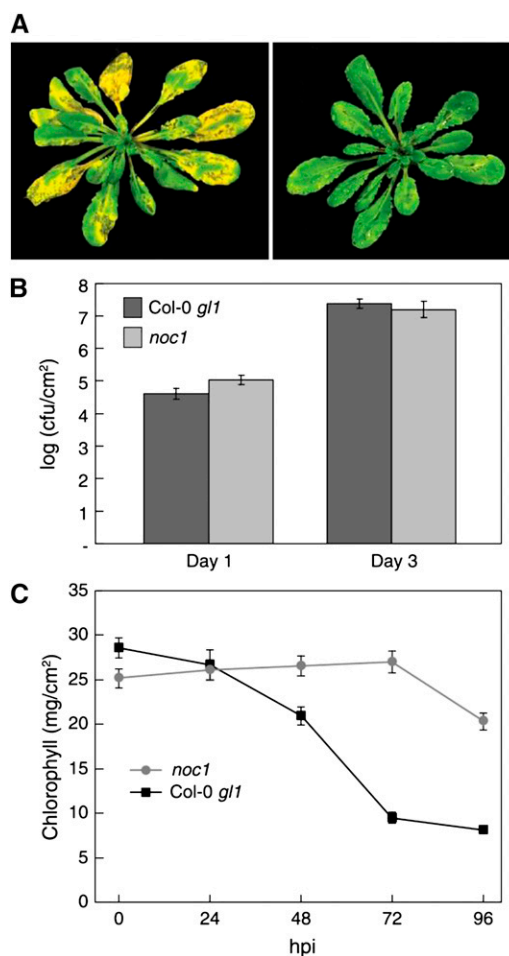 A
B
8
7
6
5
4
3
2
1
-
log (cfu/cm²)
Col-0 gl1
noc1
Day 1
Day 3
C
35
30
25
20
15
10
5
0
Chlorophyll (mg/cm²)
noc1
Col-0 gl1
0
24
48
72
96
hpi